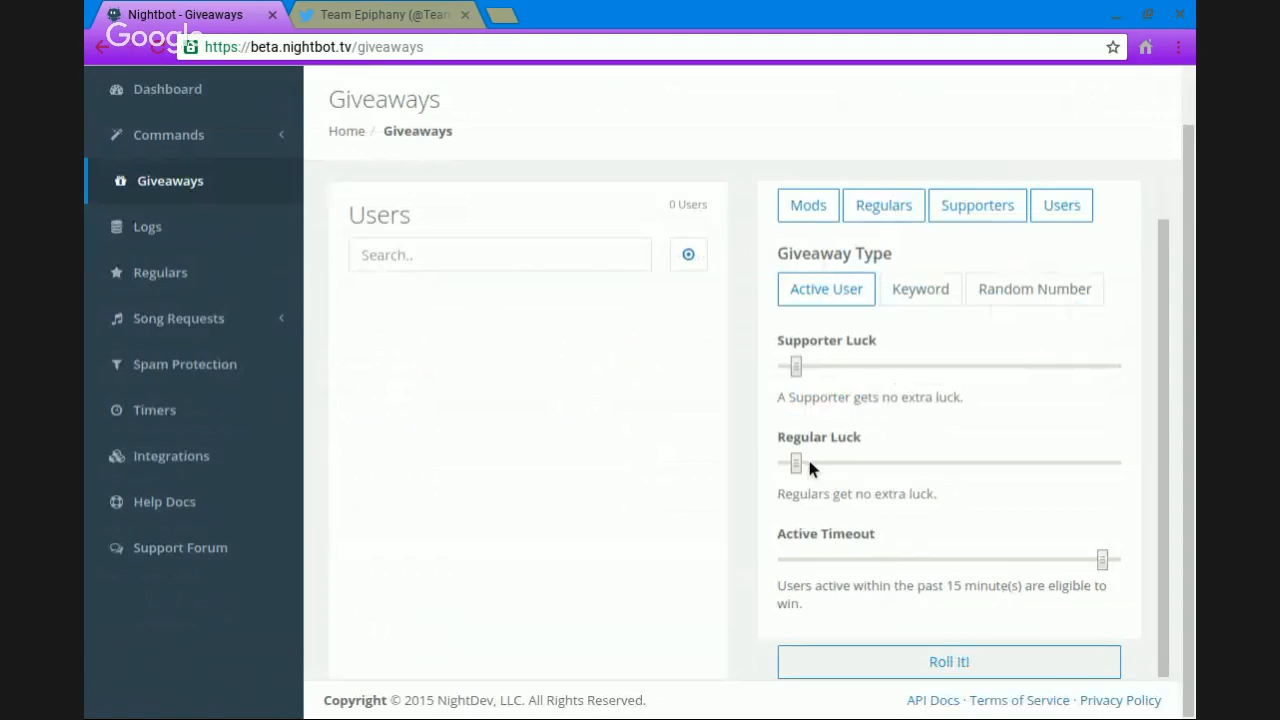 Nightbot - Giveaways
Team Epiphany (@Team
Google
https://beta.nightbot.tv/giveaways
Dashboard
Commands
Giveaways
Logs
Regulars
Song Requests
Spam Protection
Timers
Integrations
Help Docs
Support Forum
Giveaways
Home / Giveaways
Users
0 Users
Search..
Mods Regulars Supporters Users
Giveaway Type
Active User Keyword Random Number
Supporter Luck
A Supporter gets no extra luck.
Regular Luck
Regulars get no extra luck.
Active Timeout
Users active within the past 15 minute(s) are eligible to
win.
Roll It!
Copyright © 2015 NightDev, LLC. All Rights Reserved.
API Docs · Terms of Service · Privacy Policy